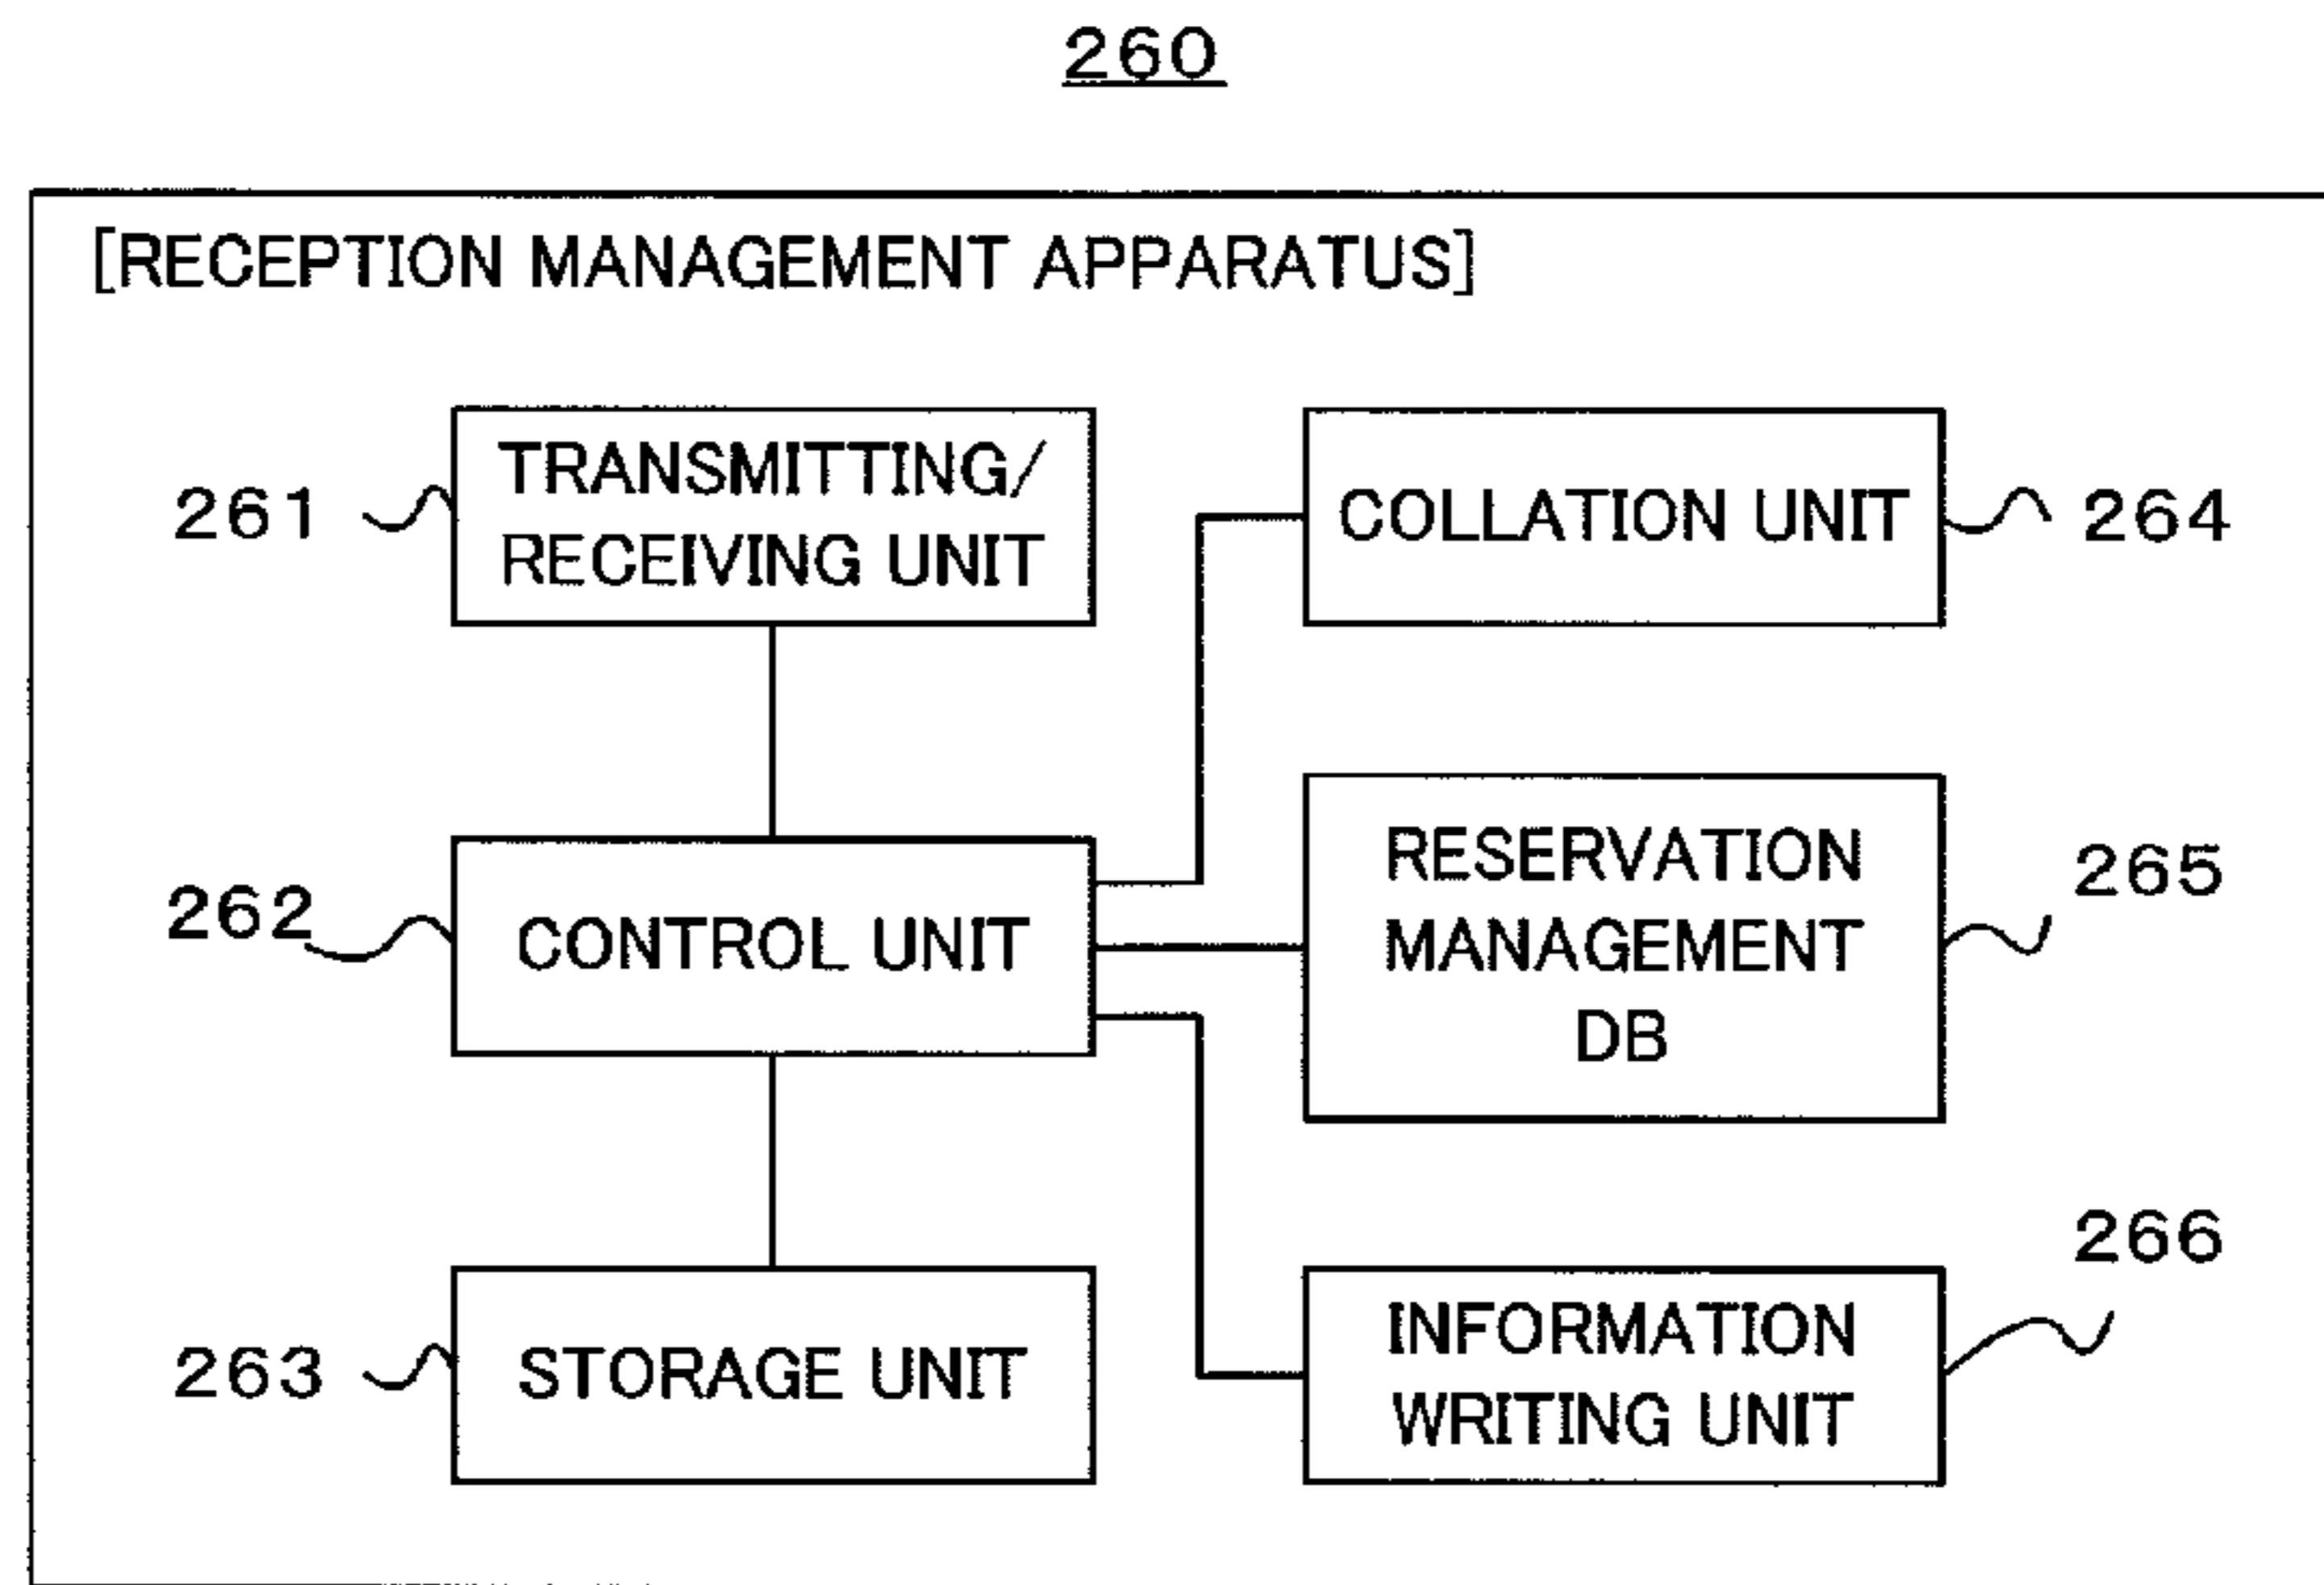 260
[RECEPTION MANAGEMENT APPARATUS]
261
TRANSMITTING/
RECEIVING UNIT
COLLATION UNIT
264
262
CONTROL UNIT
RESERVATION
MANAGEMENT
DB
265
263
STORAGE UNIT
INFORMATION
WRITING UNIT
266